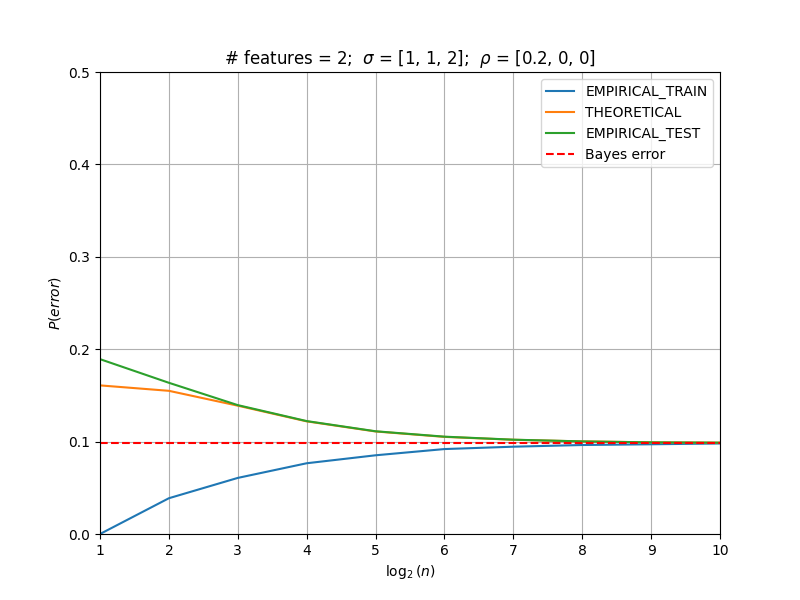 # features = 2; σ = [1, 1, 2]; ρ = [0.2, 0, 0]
EMPIRICAL_TRAIN
THEORETICAL
EMPIRICAL_TEST
Bayes error
P(error)
0.5
0.4
0.3
0.2
0.1
0.0
1 2 3 4 5 6 7 8 9 10
log₂(n)